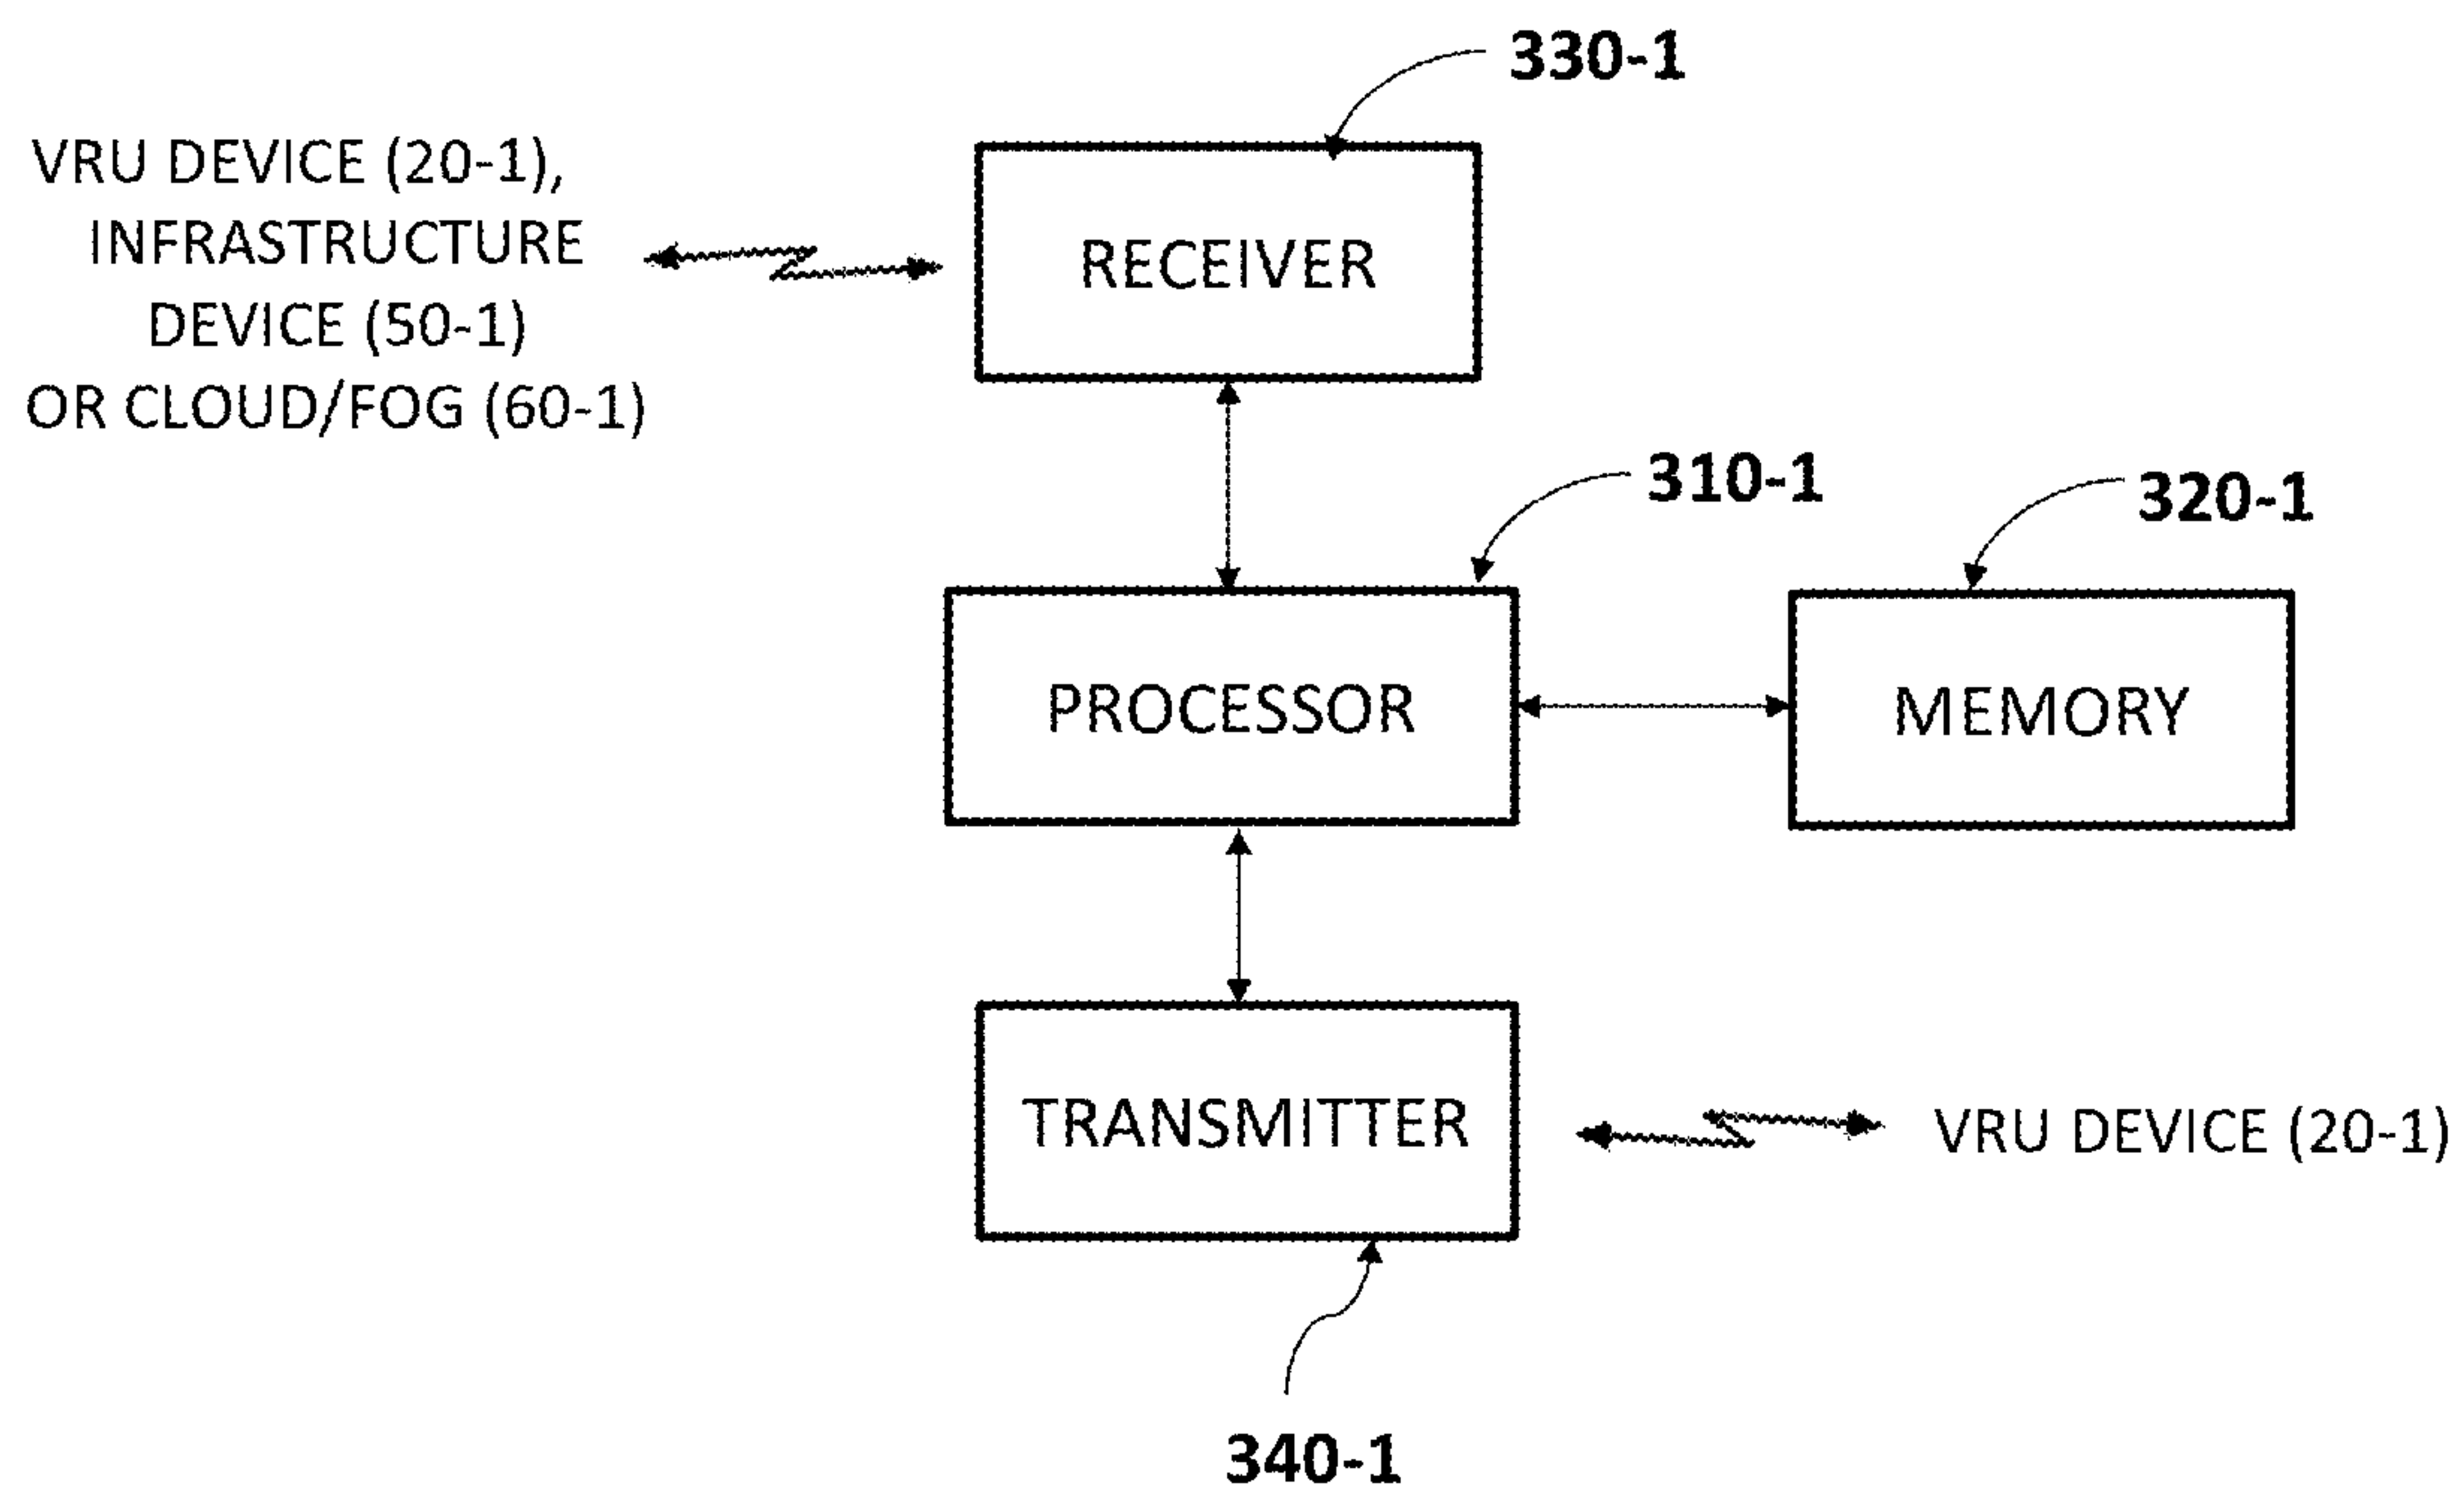 330-1
VRU DEVICE (20-1),
INFRASTRUCTURE
DEVICE (50-1)
OR CLOUD/FOG (60-1)
RECEIVER
310-1
320-1
PROCESSOR
MEMORY
TRANSMITTER
VRU DEVICE (20-1)
340-1